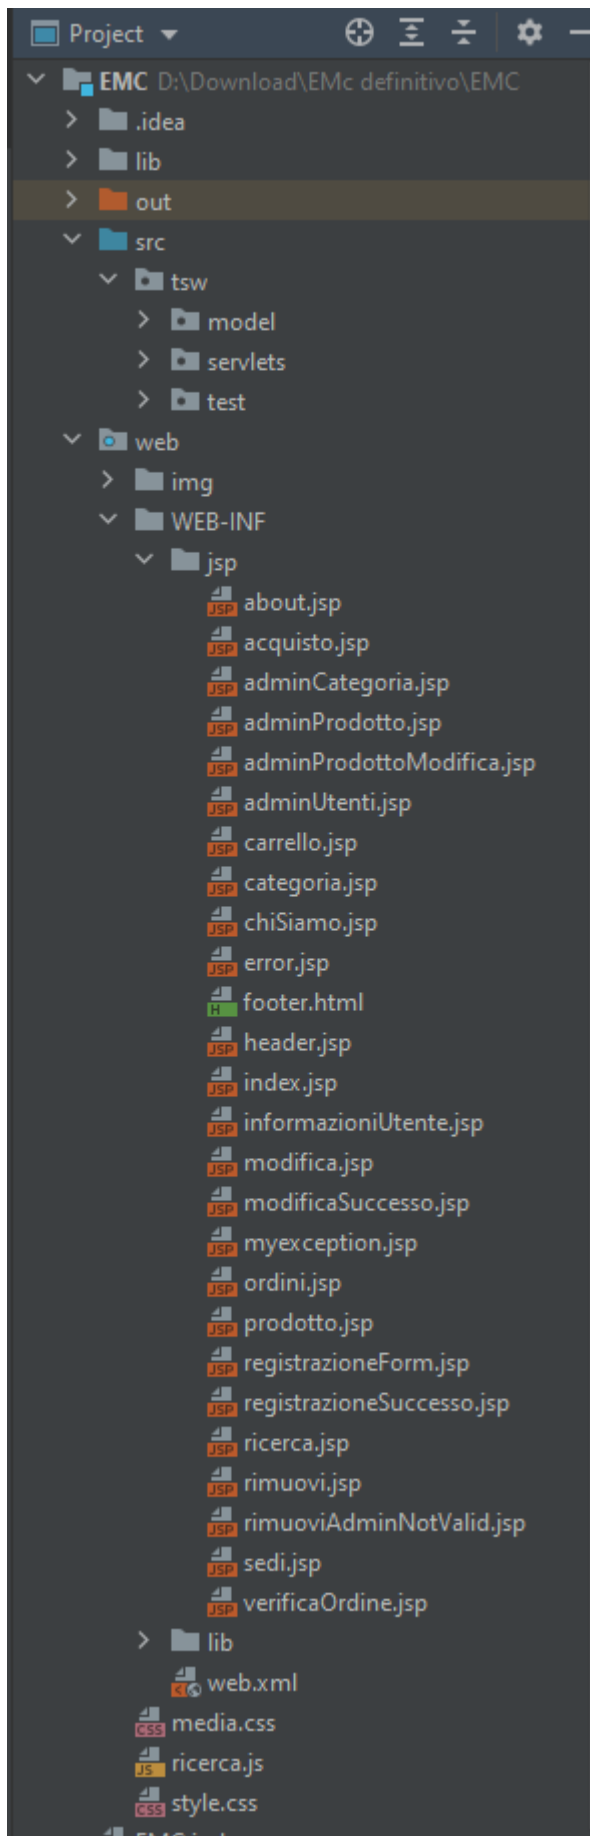 Project
EMC D:\Download\EMc definitivo\EMC
.idea
lib
out
src
tsw
model
servlets
test
web
img
WEB-INF
jsp
about.jsp
acquisto.jsp
adminCategoria.jsp
adminProdotto.jsp
adminProdottoModifica.jsp
adminUtenti.jsp
carrello.jsp
categoria.jsp
chiSiamo.jsp
error.jsp
footer.html
header.jsp
index.jsp
informazioniUtente.jsp
modifica.jsp
modificaSuccesso.jsp
myexception.jsp
ordini.jsp
prodotto.jsp
registrazioneForm.jsp
registrazioneSuccesso.jsp
ricerca.jsp
rimuovi.jsp
rimuoviAdminNotValid.jsp
sedi.jsp
verificaOrdine.jsp
lib
web.xml
media.css
ricerca.js
style.css